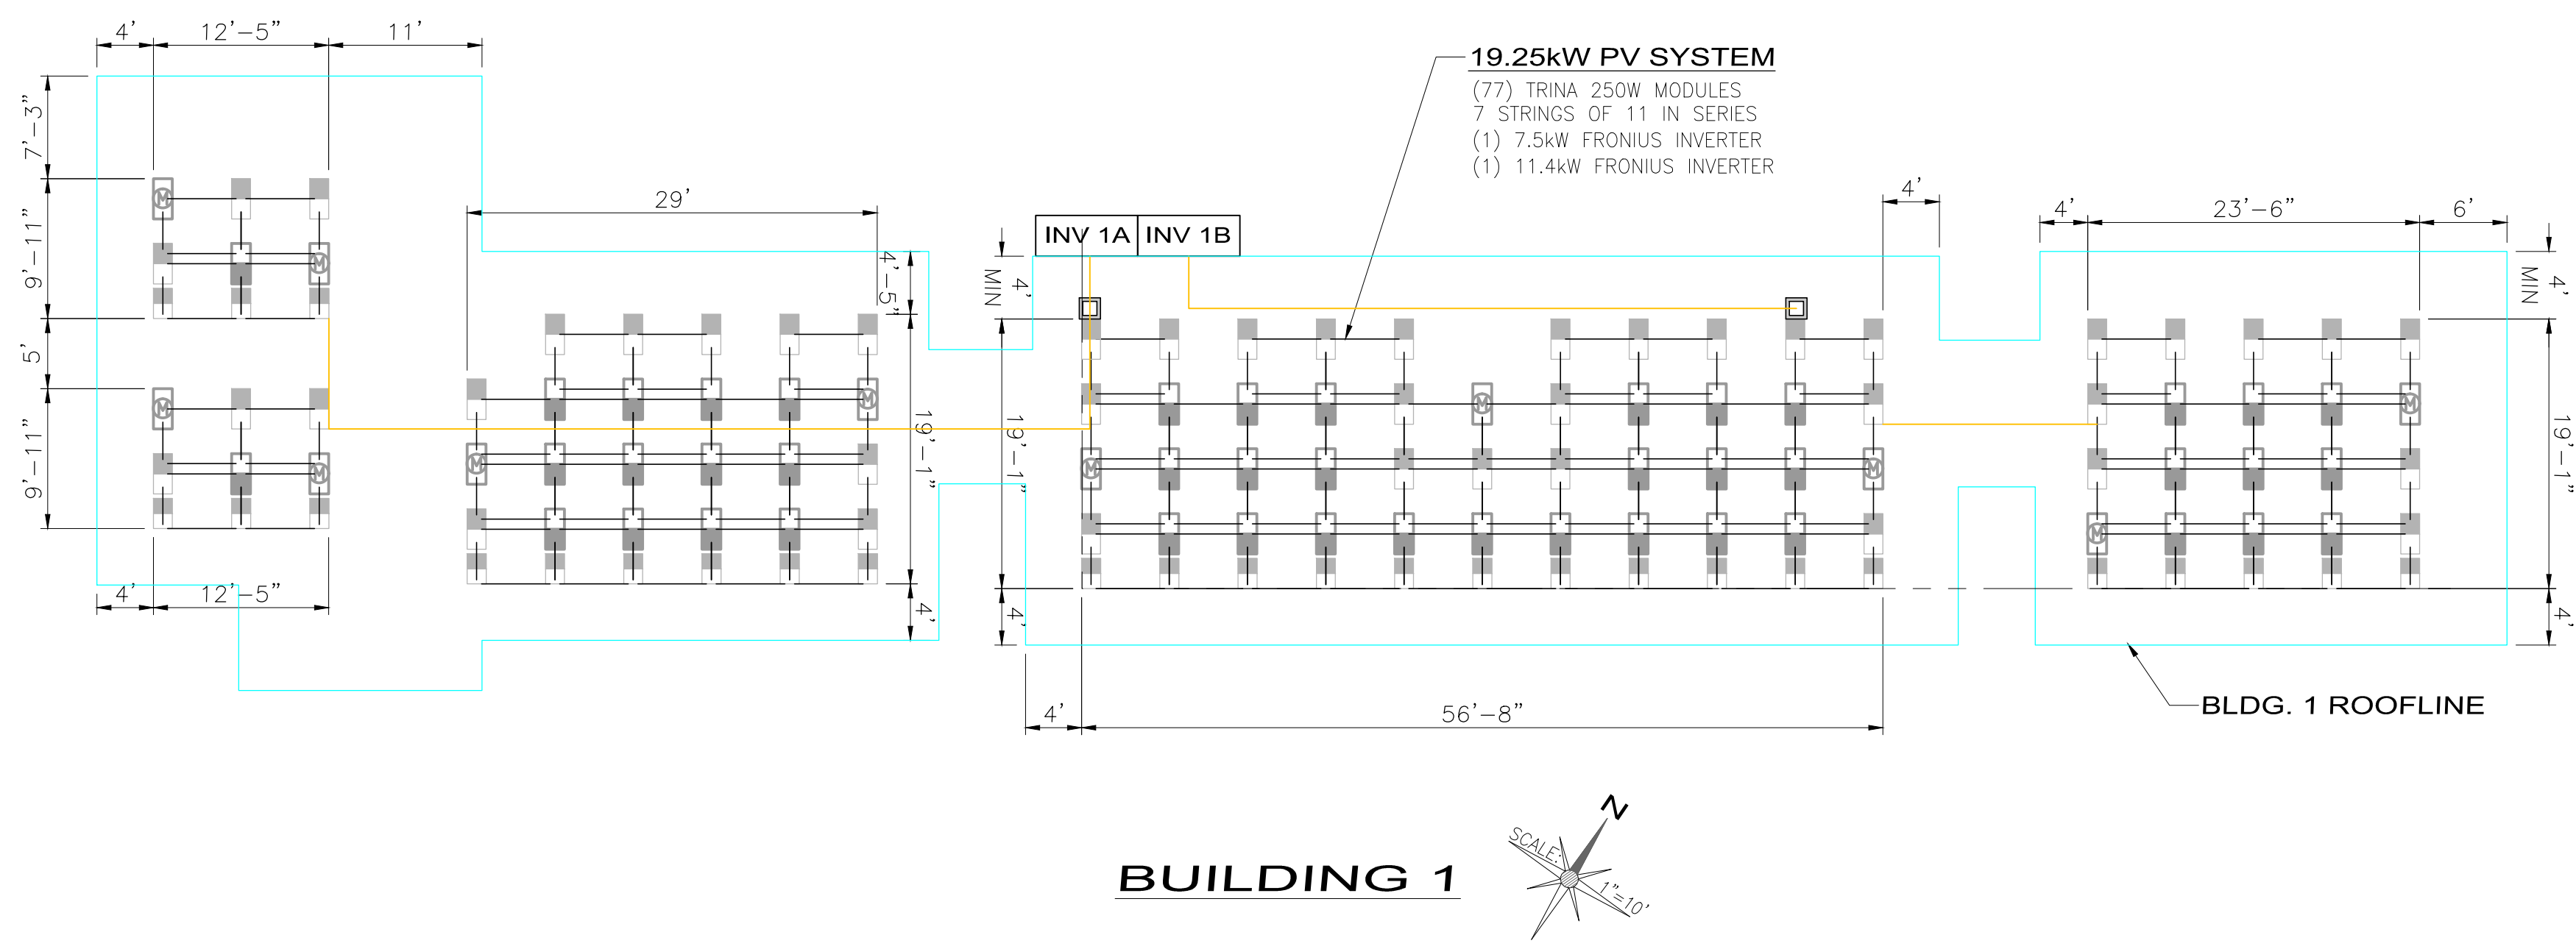 4' 12'-5" 11'
19.25kW PV SYSTEM
(77) TRINA 250W MODULES
7 STRINGS OF 11 IN SERIES
(1) 7.5kW FRONIUS INVERTER
(1) 11.4kW FRONIUS INVERTER
7'-3"
9'-11"
5'
9'-11"
M
M
M
M
4' 12'-5"
29'
4'-5"
19'-1"
4'
M
M
INV 1A INV 1B
4'
MIN
19'-1"
4'
M
M
M
4'
4' 56'-8"
4' 23'-6" 6'
4'
MIN
19'-1"
4'
M
M
BLDG. 1 ROOFLINE
BUILDING 1
N
SCALE:
1"=10'